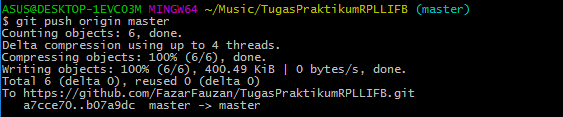 ASUS@DESKTOP-1EVCO3M MINGW64 ~/Music/TugasPraktikumRPLLIFB (master)
$ git push origin master
Counting objects: 6, done.
Delta compression using up to 4 threads.
Compressing objects: 100% (6/6), done.
Writing objects: 100% (6/6), 400.49 KiB | 0 bytes/s, done.
Total 6 (delta 0), reused 0 (delta 0)
To https://github.com/FazarFauzan/TugasPraktikumRPLLIFB.git
   a7cce70..b07a9dc  master -> master